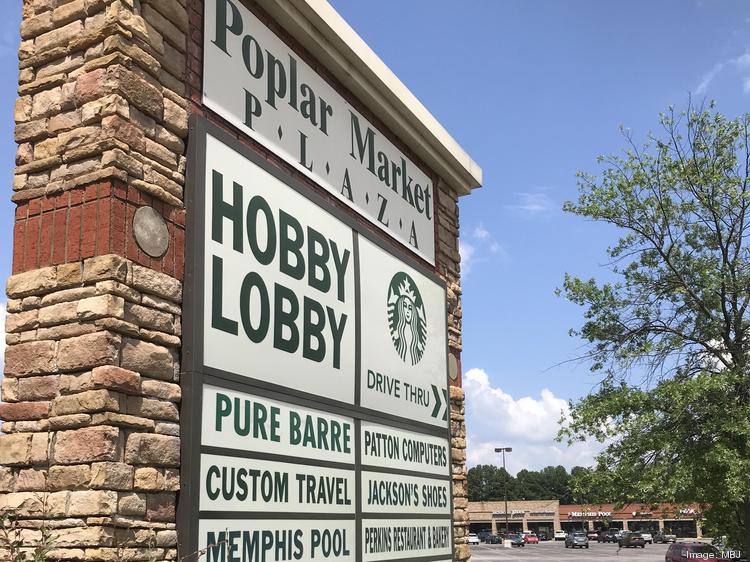 Poplar Market
P·L·A·Z·A
HOBBY
LOBBY
DRIVE THRU
PURE BARRE
PATTON COMPUTERS
CUSTOM TRAVEL
JACKSON'S SHOES
MEMPHIS POOL
PERKINS RESTAURANT & BAKERY
MEMPHIS POOL
Image: MBJ